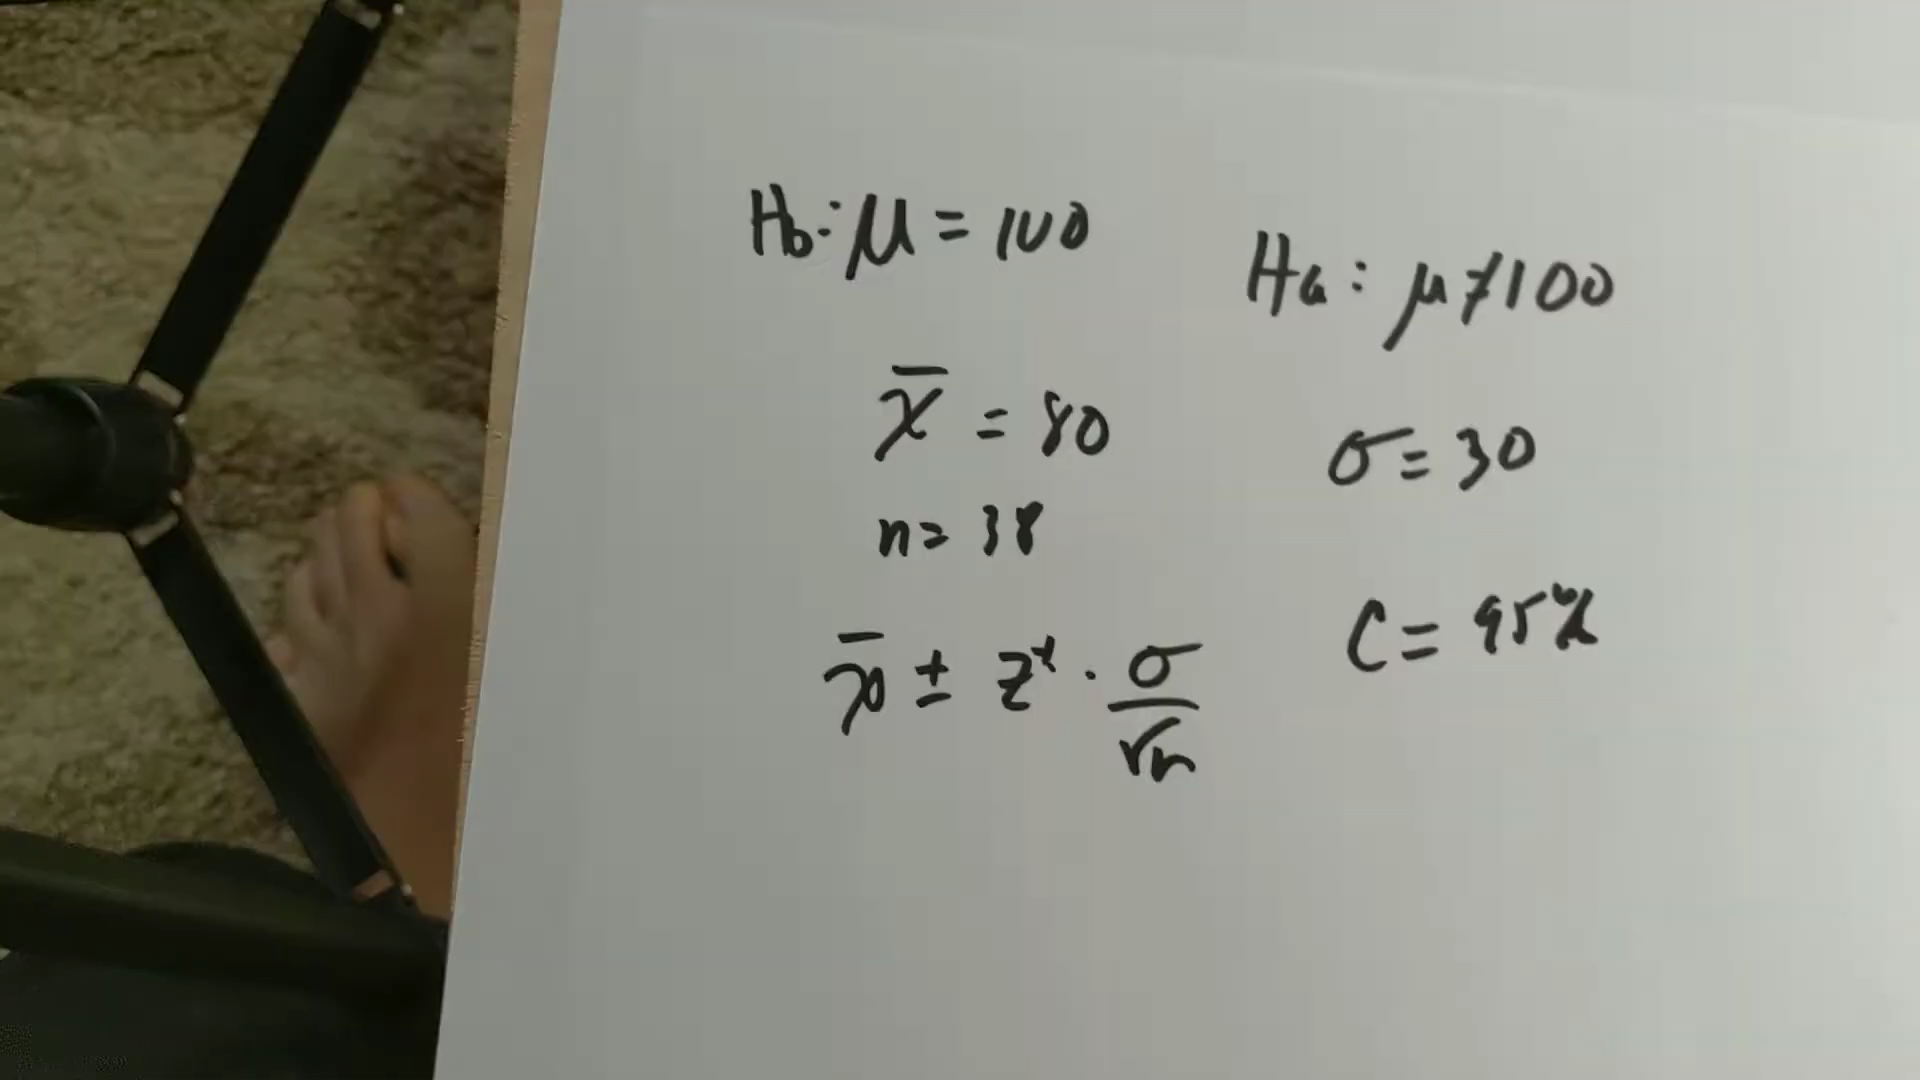 H₀: μ = 100
Ha: μ ≠ 100
x̄ = 80
σ = 30
n = 38
C = 95%
x̄ ± z* · σ/√n